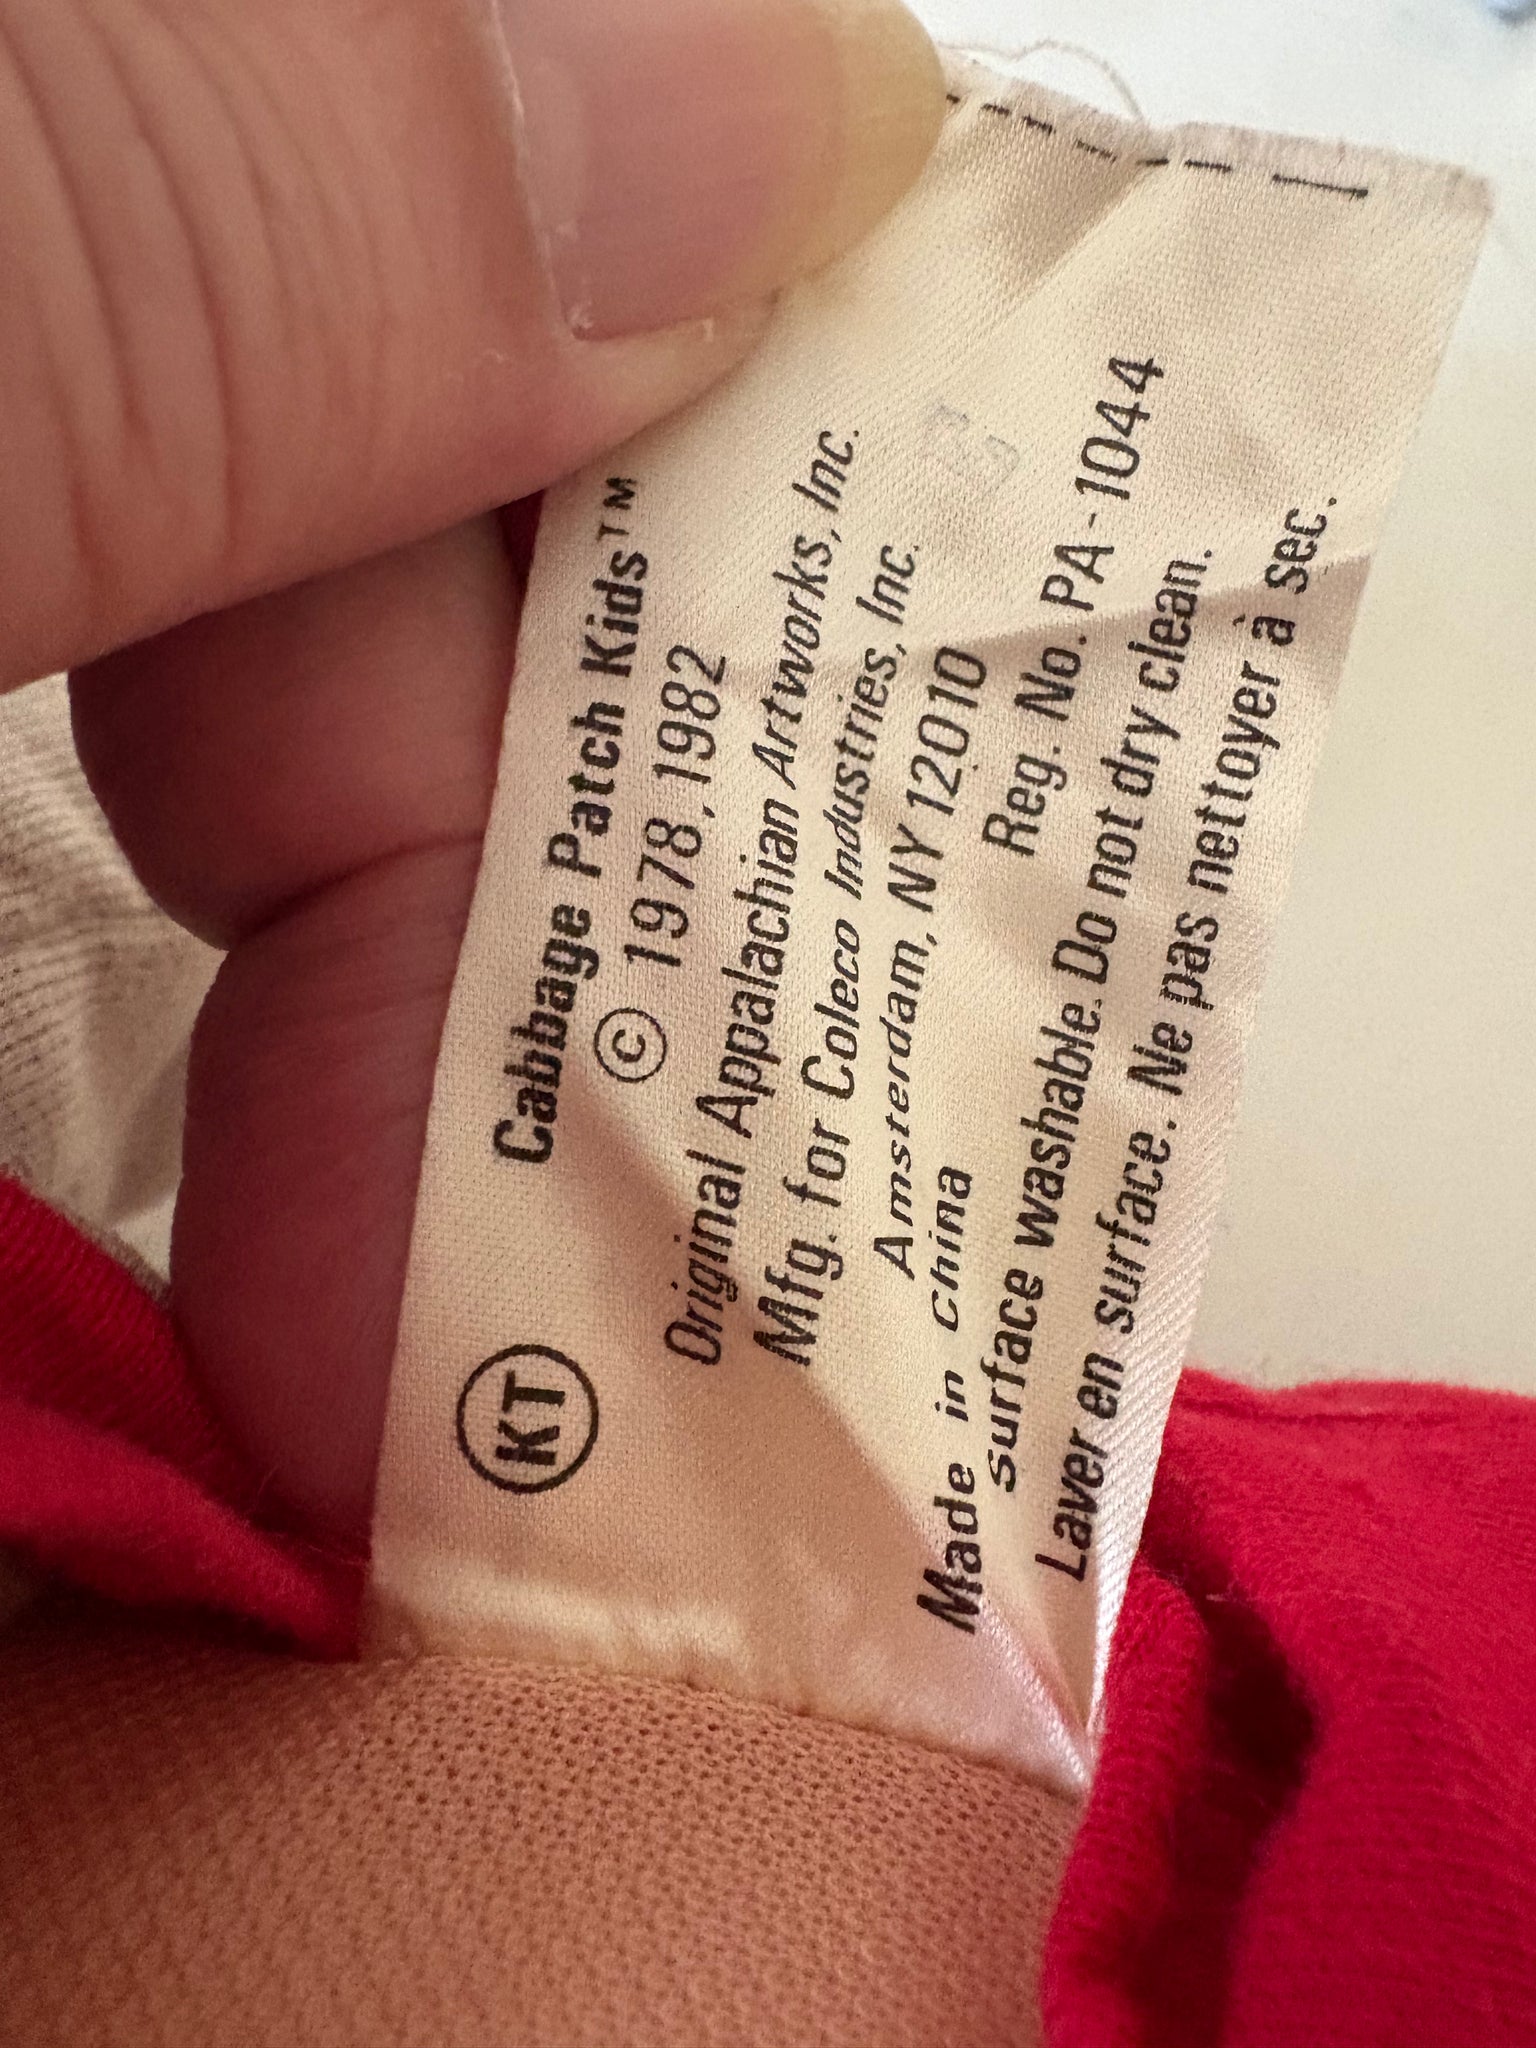 Cabbage Patch Kids™
© 1978, 1982
KT
Original Appalachian Artworks, Inc.
Mfg. for Coleco Industries, Inc.
Amsterdam, NY 12010
Made in China
Reg. No. PA-1044
surface washable. Do not dry clean.
Laver en surface. Ne pas nettoyer à sec.